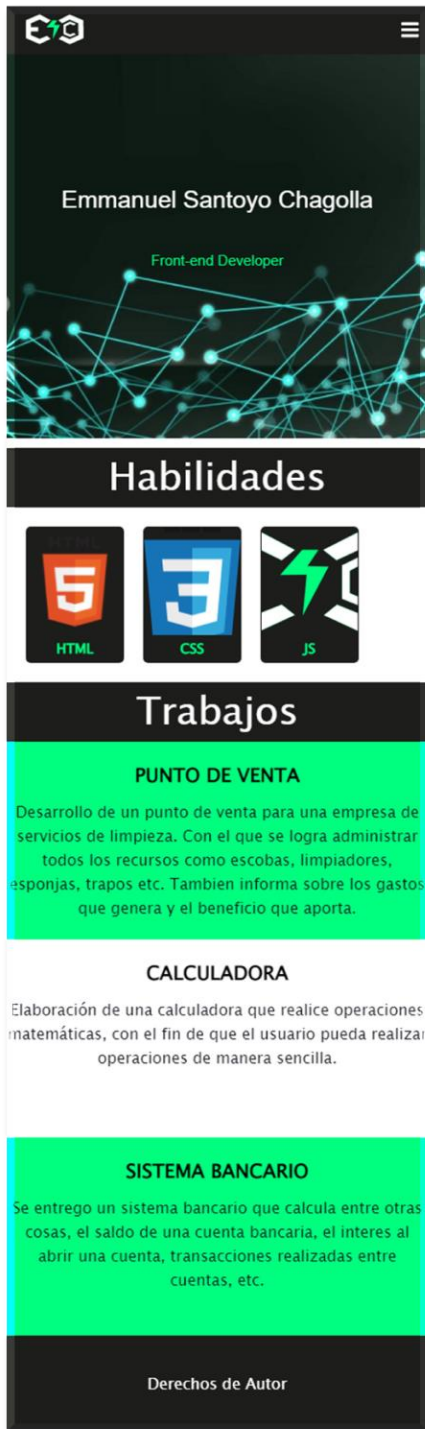 ESC
Emmanuel Santoyo Chagolla
Front-end Developer
Habilidades
HTML
5
HTML
3
CSS
JS
Trabajos
PUNTO DE VENTA
Desarrollo de un punto de venta para una empresa de
servicios de limpieza. Con el que se logra administrar
todos los recursos como escobas, limpiadores,
esponjas, trapos etc. Tambien informa sobre los gastos
que genera y el beneficio que aporta.
CALCULADORA
Elaboración de una calculadora que realice operaciones
matemáticas, con el fin de que el usuario pueda realizar
operaciones de manera sencilla.
SISTEMA BANCARIO
Se entrego un sistema bancario que calcula entre otras
cosas, el saldo de una cuenta bancaria, el interes al
abrir una cuenta, transacciones realizadas entre
cuentas, etc.
Derechos de Autor